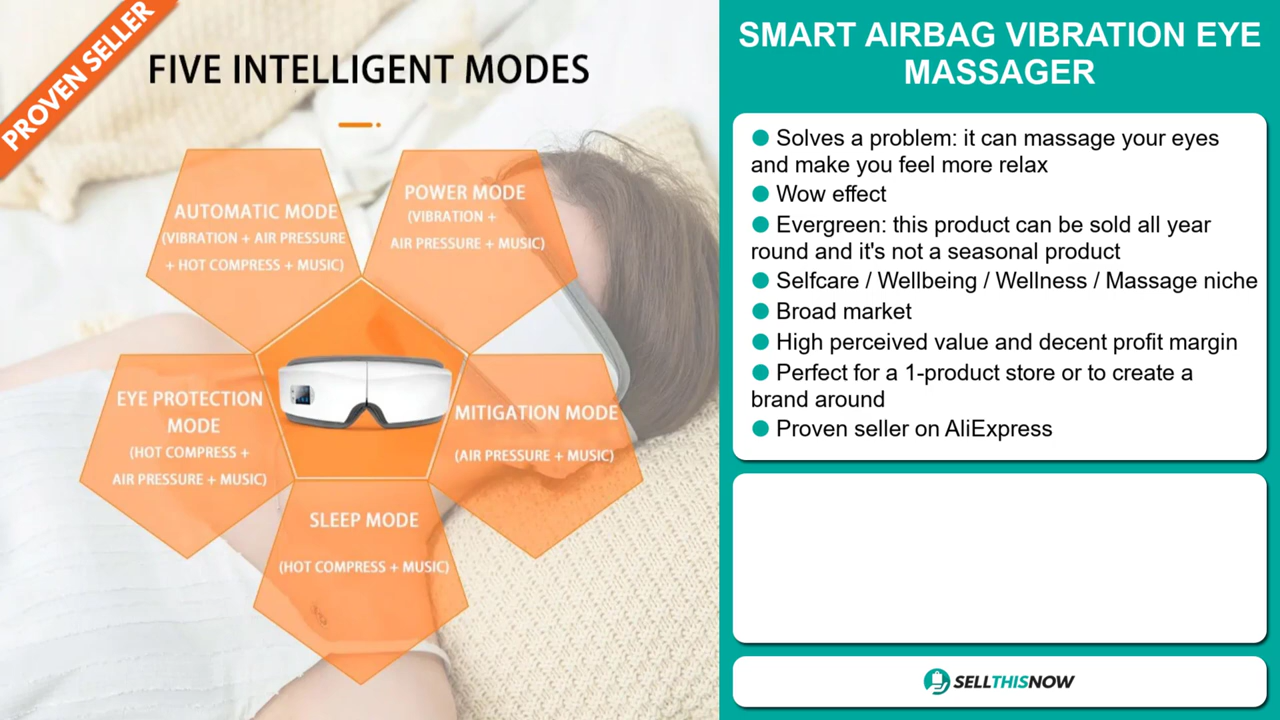 PROVEN SELLER
FIVE INTELLIGENT MODES
AUTOMATIC MODE
(VIBRATION + AIR PRESSURE
+ HOT COMPRESS + MUSIC)
POWER MODE
(VIBRATION +
AIR PRESSURE + MUSIC)
EYE PROTECTION
MODE
(HOT COMPRESS +
AIR PRESSURE + MUSIC)
MITIGATION MODE
(AIR PRESSURE + MUSIC)
SLEEP MODE
(HOT COMPRESS + MUSIC)
SMART AIRBAG VIBRATION EYE
MASSAGER
● Solves a problem: it can massage your eyes
and make you feel more relax
● Wow effect
● Evergreen: this product can be sold all year
round and it's not a seasonal product
● Selfcare / Wellbeing / Wellness / Massage niche
● Broad market
● High perceived value and decent profit margin
● Perfect for a 1-product store or to create a
brand around
● Proven seller on AliExpress
SELLTHISNOW